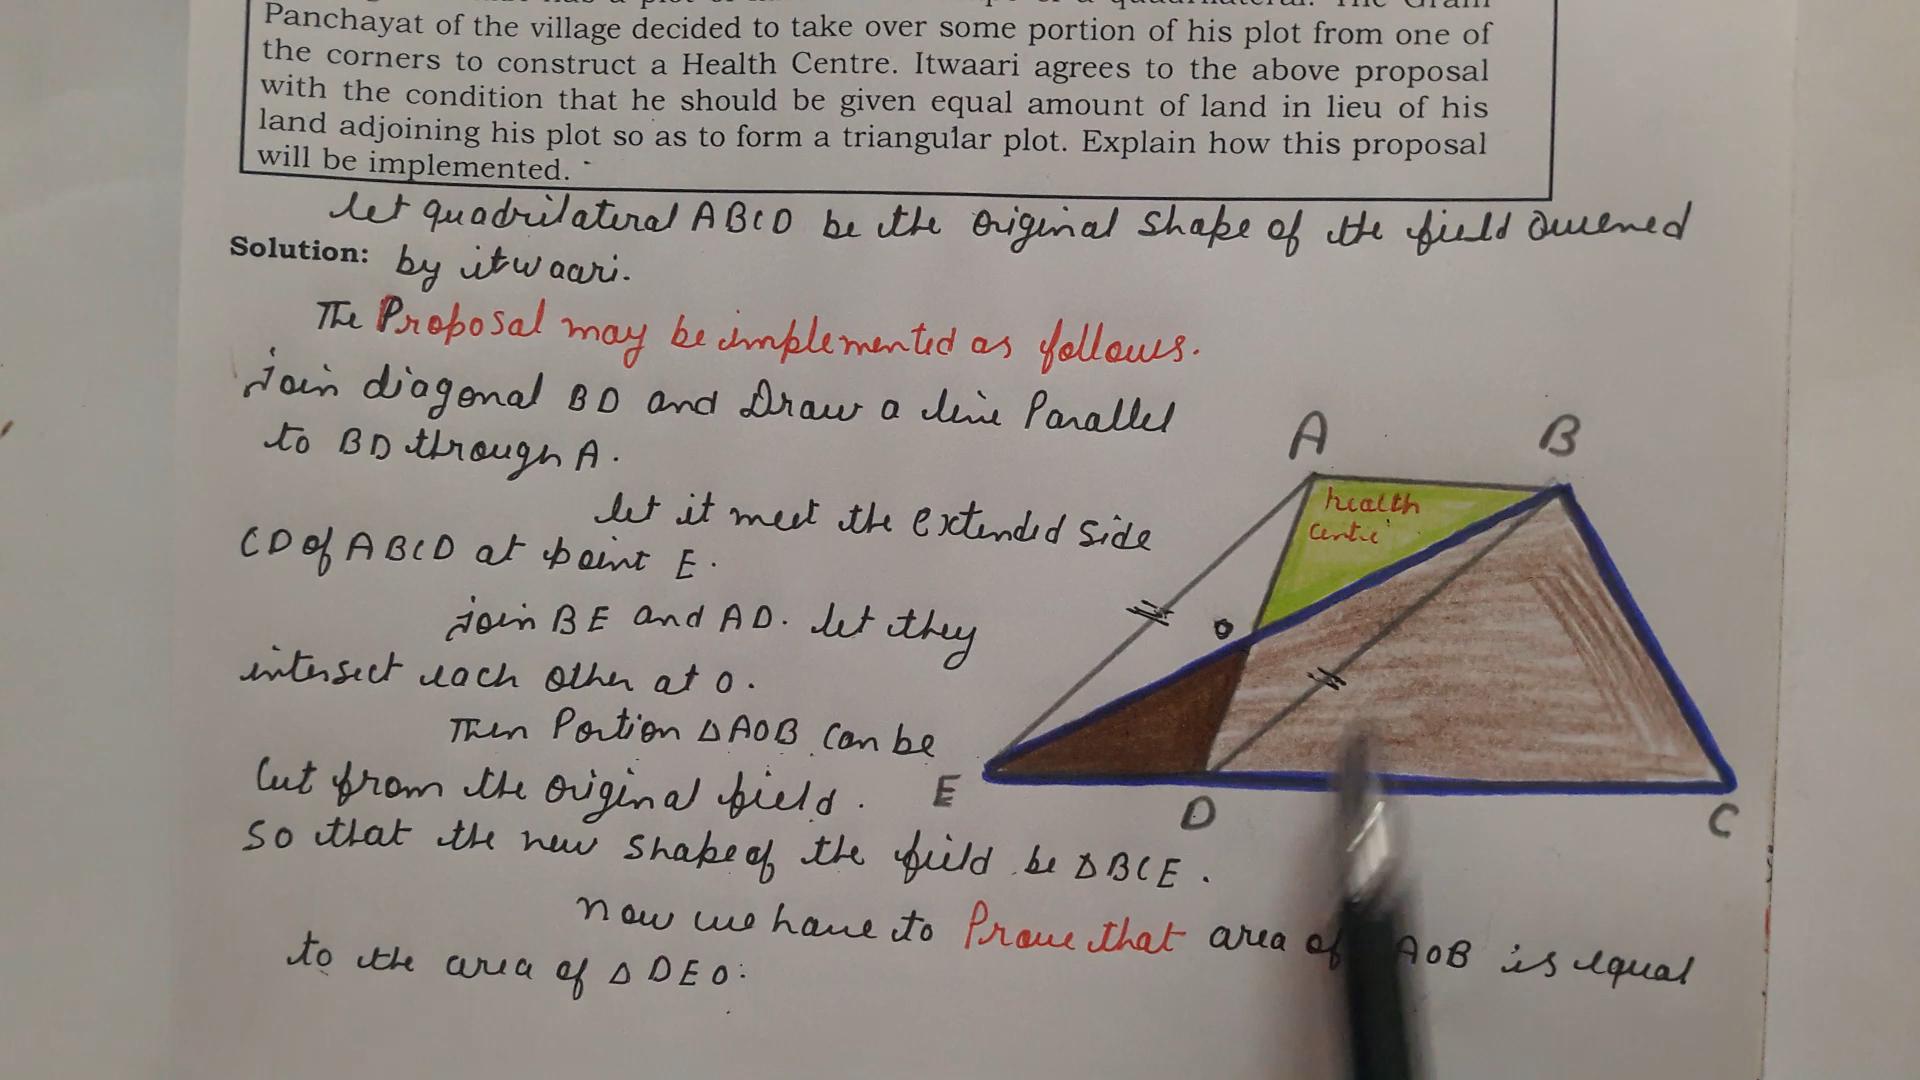 Panchayat of the village decided to take over some portion of his plot from one of
the corners to construct a Health Centre. Itwaari agrees to the above proposal
with the condition that he should be given equal amount of land in lieu of his
land adjoining his plot so as to form a triangular plot. Explain how this proposal
will be implemented.
let quadrilateral ABCD be the original shape of the field owened
Solution: by itwaari.
The Proposal may be implemented as follows.
join diagonal BD and Draw a line Parallel
to BD through A.
let it meet the extended side
CD of ABCD at point E.
join BE and AD. let they
intersect each other at O.
Then Portion ΔAOB can be
Cut from the original field.
So that the new shape of the field be ΔBCE.
now we have to Prove that area of AOB is equal
to the area of ΔDEO:
A
B
health
Centre
O
E
D
C